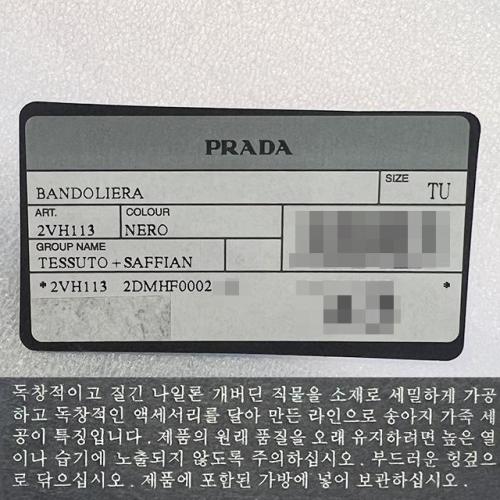 PRADA
BANDOLIERA
SIZE
TU
ART.
2VH113
COLOUR
NERO
GROUP NAME
TESSUTO+SAFFIAN
*2VH113 2DMHF0002 *
독창적이고 질긴 나일론 개버딘 직물을 소재로 세밀하게 가공
하고 독창적인 액세서리를 달아 만든 라인으로 송아지 가죽 세
공이 특징입니다. 제품의 원래 품질을 오래 유지하려면 높은 열
이나 습기에 노출되지 않도록 주의하십시오. 부드러운 헝겊으
로 닦으십시오. 제품에 포함된 가방에 넣어 보관하십시오.